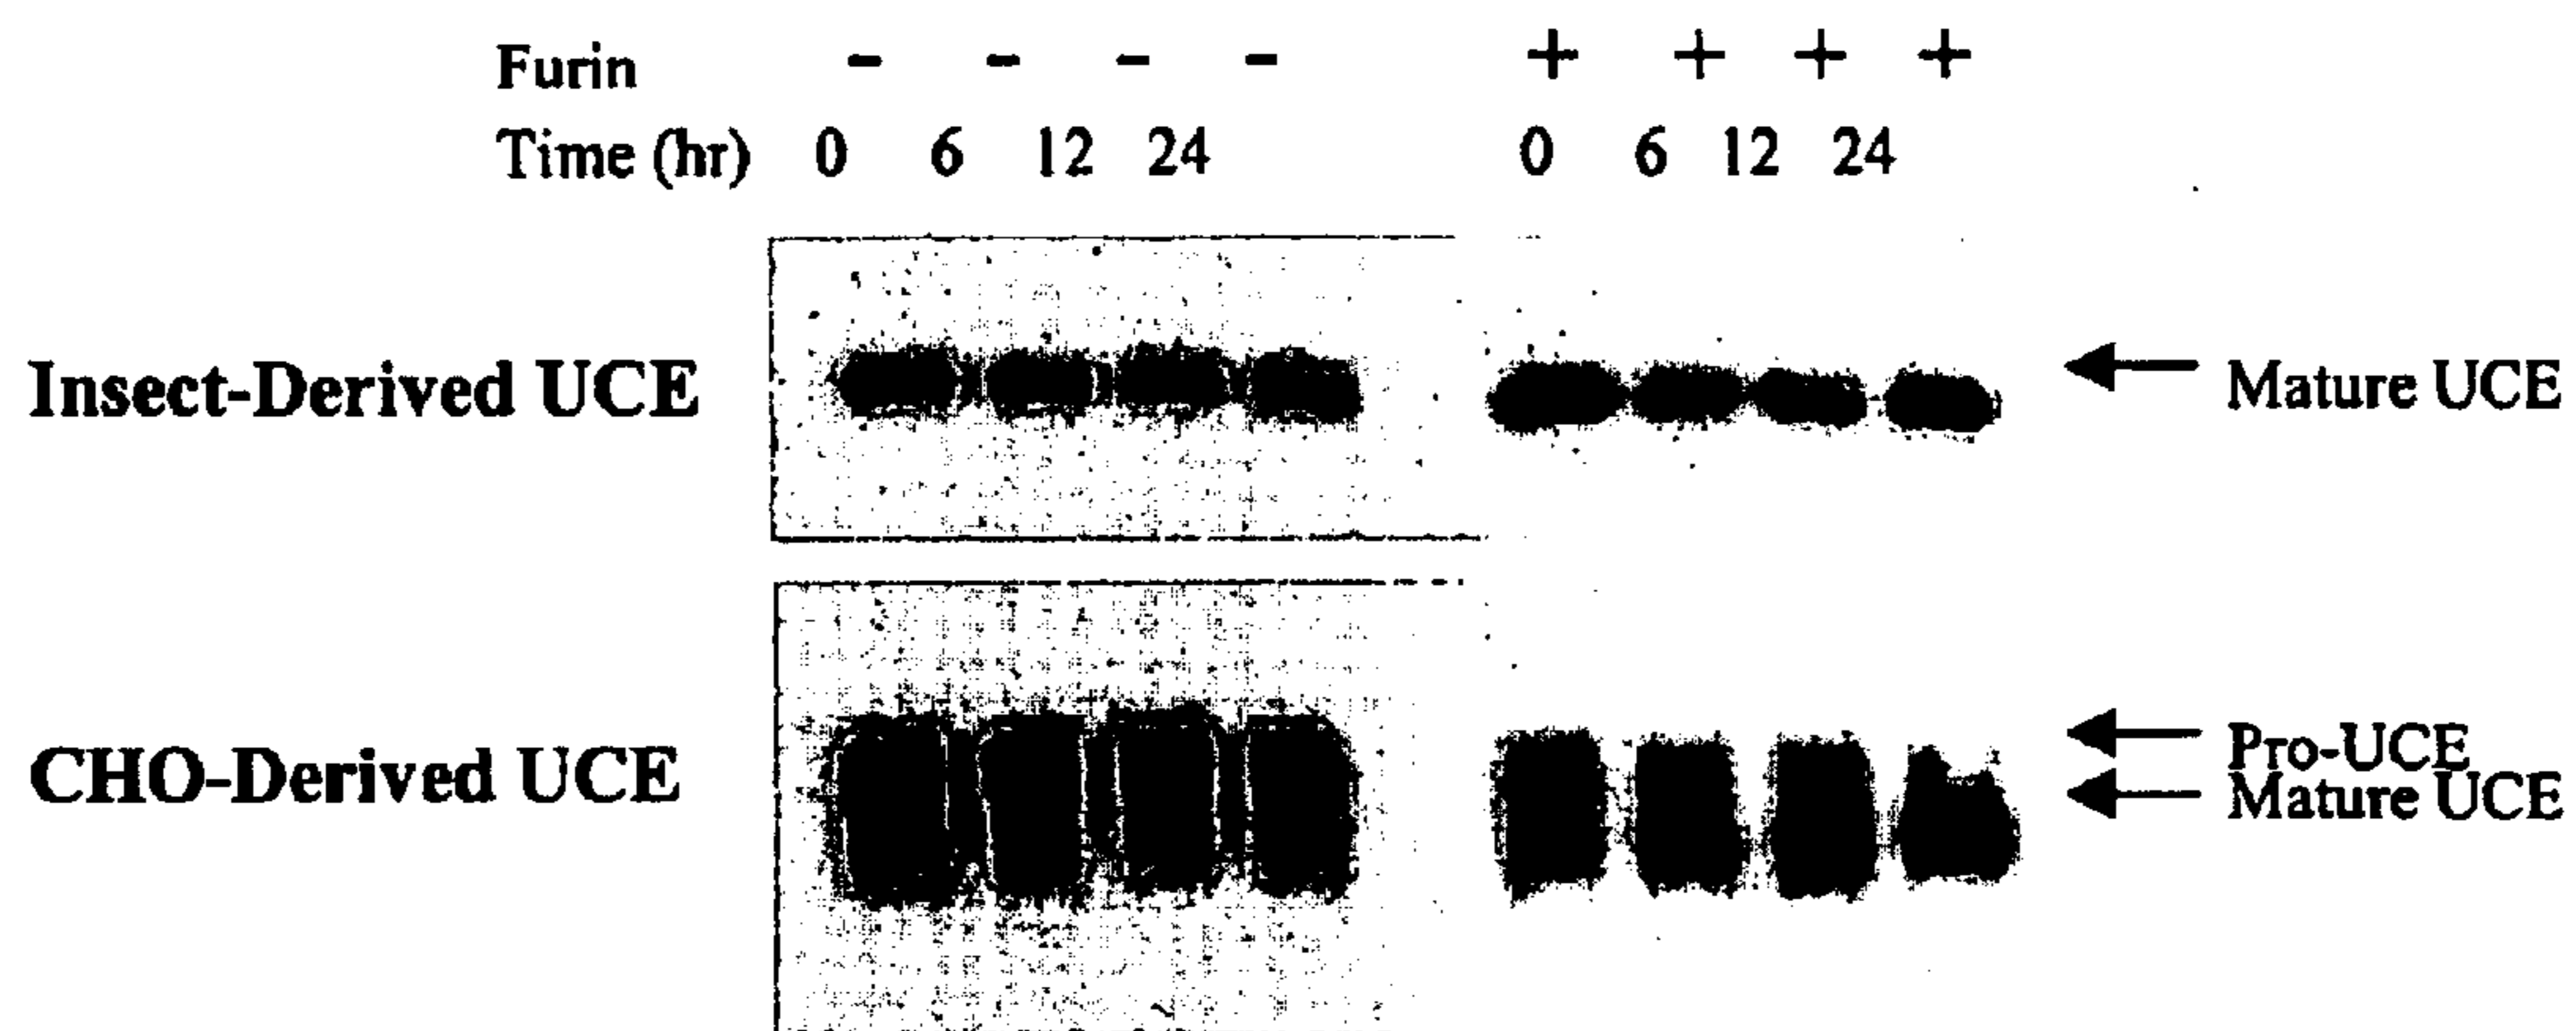 Furin - - - - + + + +
Time (hr) 0 6 12 24 0 6 12 24
Insect-Derived UCE
Mature UCE
CHO-Derived UCE
Pro-UCE
Mature UCE